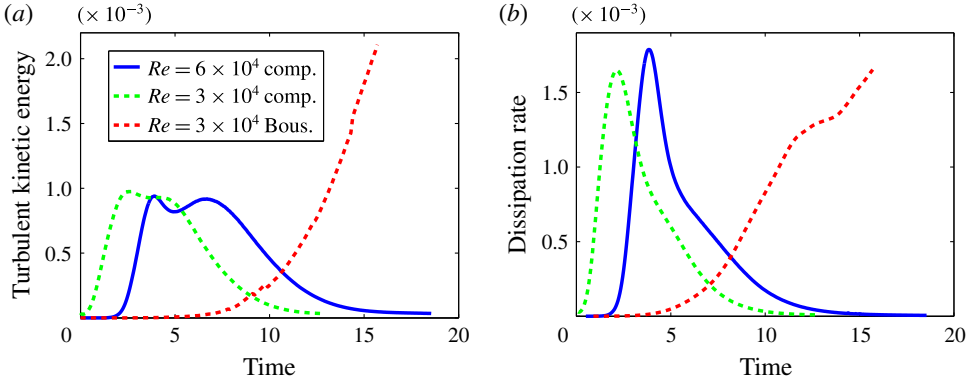 (a)
(× 10⁻³)
Turbulent kinetic energy
2.0
1.5
1.0
0.5
0
5
10
15
20
Time
Re = 6 × 10⁴ comp.
Re = 3 × 10⁴ comp.
Re = 3 × 10⁴ Bous.
(b)
(× 10⁻³)
Dissipation rate
1.5
1.0
0.5
0
5
10
15
20
Time